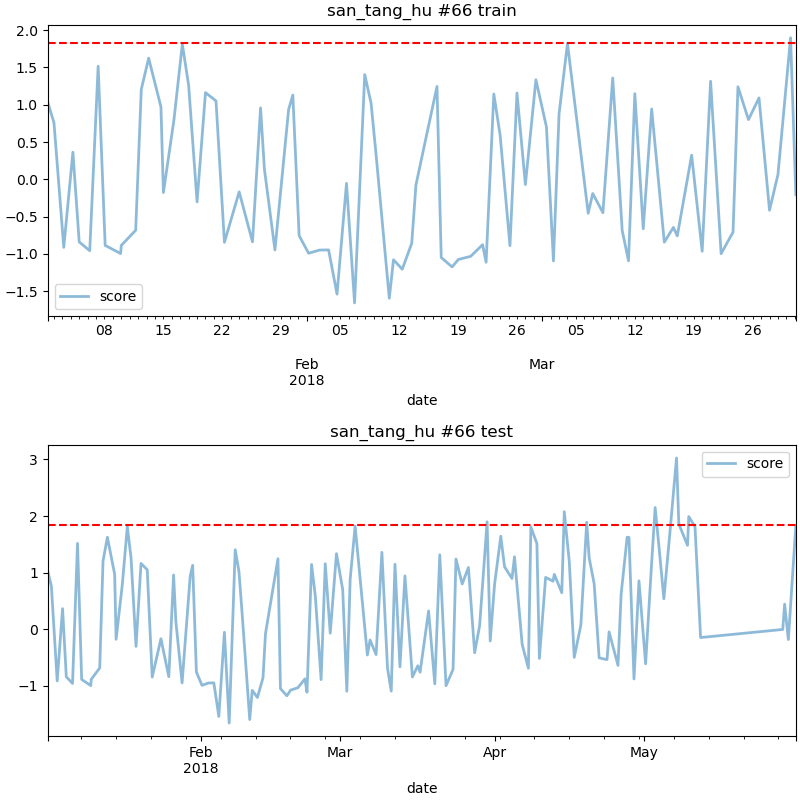 san_tang_hu #66 train
2.0
1.5
1.0
0.5
0.0
−0.5
−1.0
−1.5
score
08 15 22 29 05 12 19 26 05 12 19 26
Feb Mar
2018
date
san_tang_hu #66 test
3
2
1
0
−1
score
Feb Mar Apr May
2018
date